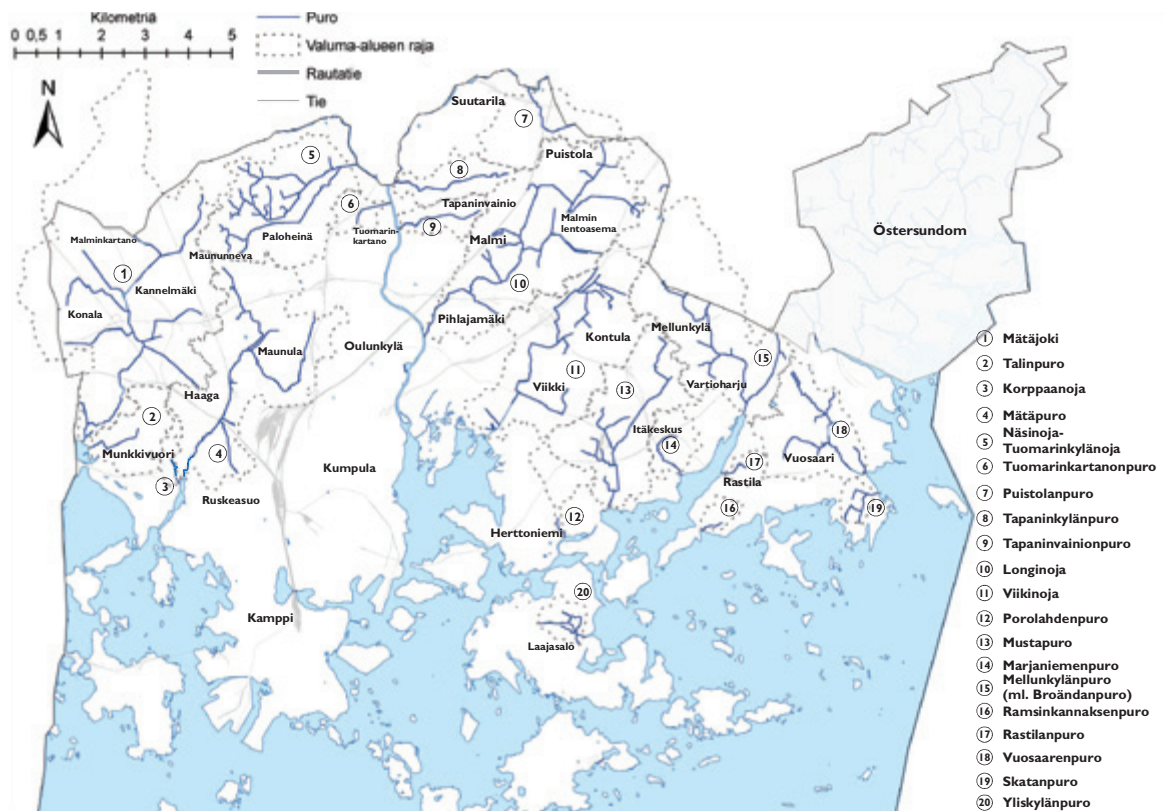 Kilometriä
0 0,5 1 2 3 4 5
Puro
Valuma-alueen raja
Rautatie
Tie
N
Suutarila
7
5
Puistola
8
6
Tapaninvainio
Tuomarin-
kartano
9
Malmin
lentoasema
Malmi
Malminkartano
Paloheinä
Maununneva
Östersundom
1
Kannelmäki
10
Konala
Pihlajamäki
Mellunkylä
Kontula
Oulunkylä
Maunula
15
11
Viikki
Vartioharju
13
Haaga
2
Itäkeskus
14
18
Munkkivuori
4
17
Vuosaari
Kumpula
Rastila
3
Ruskeasuo
16
19
12
Herttoniemi
20
Kamppi
Laajasalo
1 Mätäjoki
2 Talinpuro
3 Korppaanoja
4 Mätäpuro
5 Näsinoja-
Tuomarinkylänoja
6 Tuomarinkartanonpuro
7 Puistolanpuro
8 Tapaninkylänpuro
9 Tapaninvainionpuro
10 Longinoja
11 Viikinoja
12 Porolahdenpuro
13 Mustapuro
14 Marjaniemenpuro
15 Mellunkylänpuro
(ml. Broändanpuro)
16 Ramsinkannaksenpuro
17 Rastilanpuro
18 Vuosaarenpuro
19 Skatanpuro
20 Yliskylänpuro